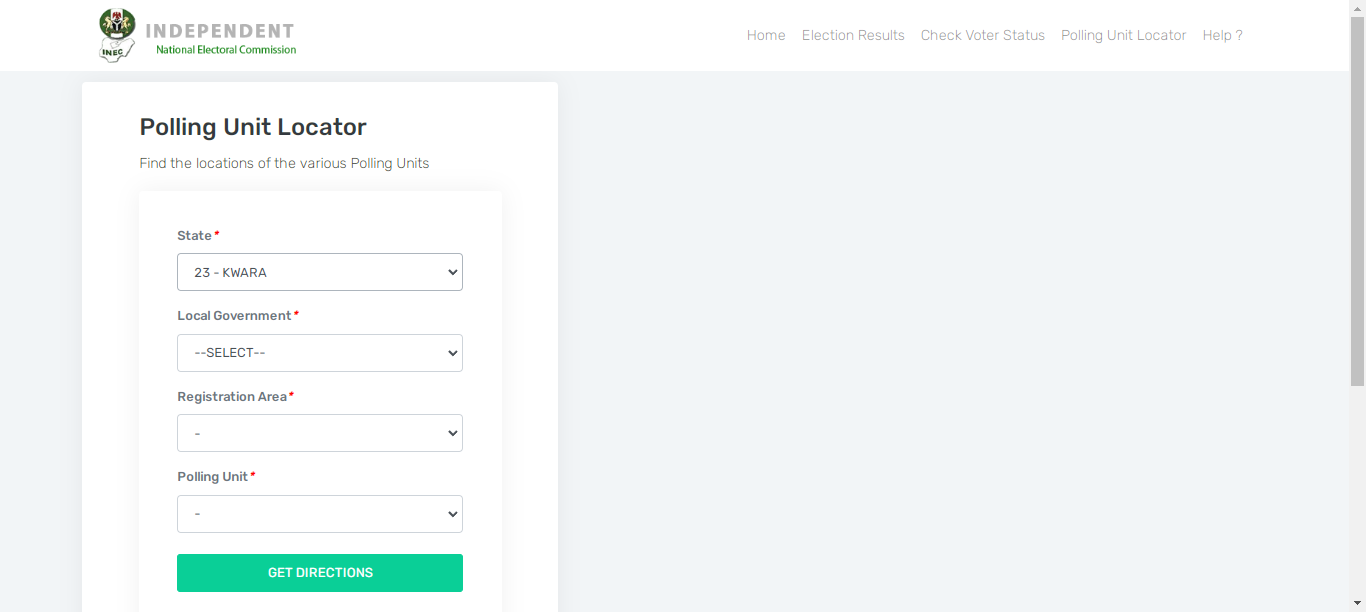 INDEPENDENT
National Electoral Commission
INEC
Home Election Results Check Voter Status Polling Unit Locator Help ?
Polling Unit Locator
Find the locations of the various Polling Units
State *
23 - KWARA
Local Government *
--SELECT--
Registration Area *
-
Polling Unit *
-
GET DIRECTIONS